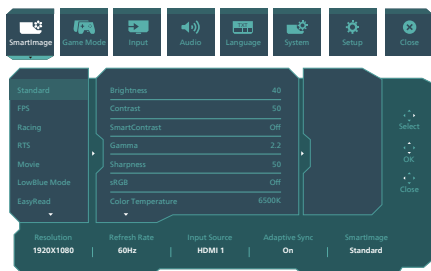 SmartImage
Game Mode
Input
Audio
TXT
Language
System
Setup
Close
Standard
FPS
Racing
RTS
Movie
LowBlue Mode
EasyRead
Brightness 40
Contrast 50
SmartContrast Off
Gamma 2.2
Sharpness 50
sRGB Off
Color Temperature 6500K
Select
OK
Close
Resolution Refresh Rate Input Source Adaptive Sync SmartImage
1920X1080 60Hz HDMI 1 On Standard